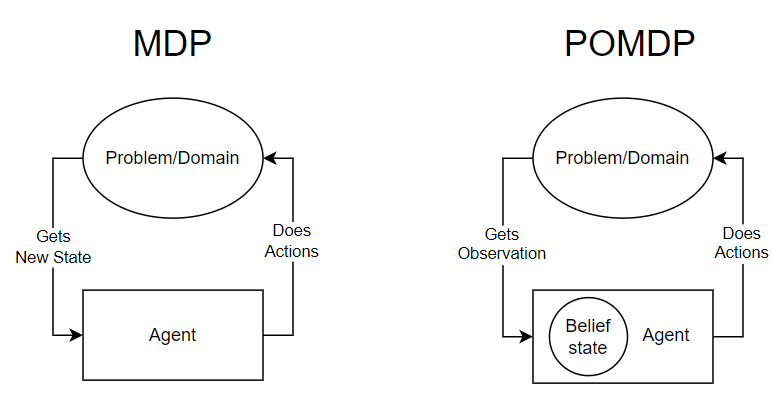 MDP
Problem/Domain
Gets
New State
Does
Actions
Agent
POMDP
Problem/Domain
Gets
Observation
Does
Actions
Belief
state
Agent